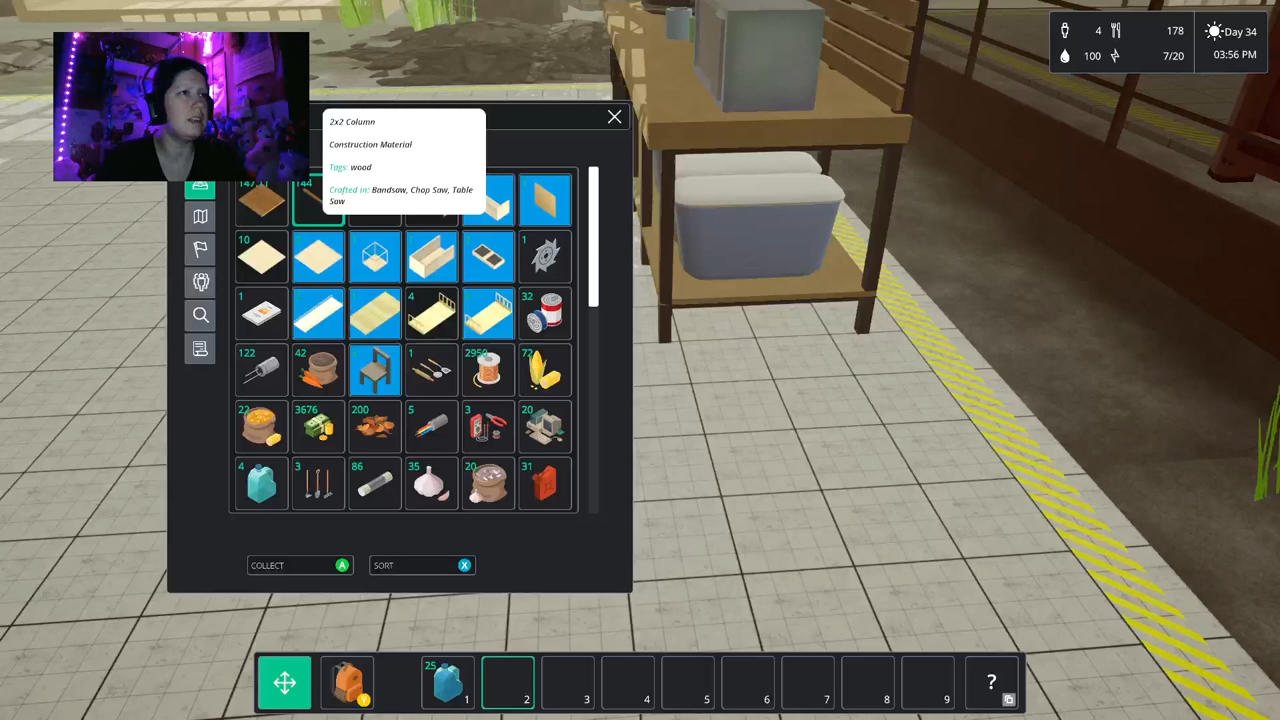 4 178 Day 34
100 7/20 03:56 PM
2x2 Column
Construction Material
Tags: wood
Crafted in: Bandsaw, Chop Saw, Table
Saw
144
10 1
1 4 32
122 42 1 2950 72
22 3676 200 5 3 20
4 3 86 35 20 31
COLLECT A SORT X
Y 25 1 2 3 4 5 6 7 8 9 ?